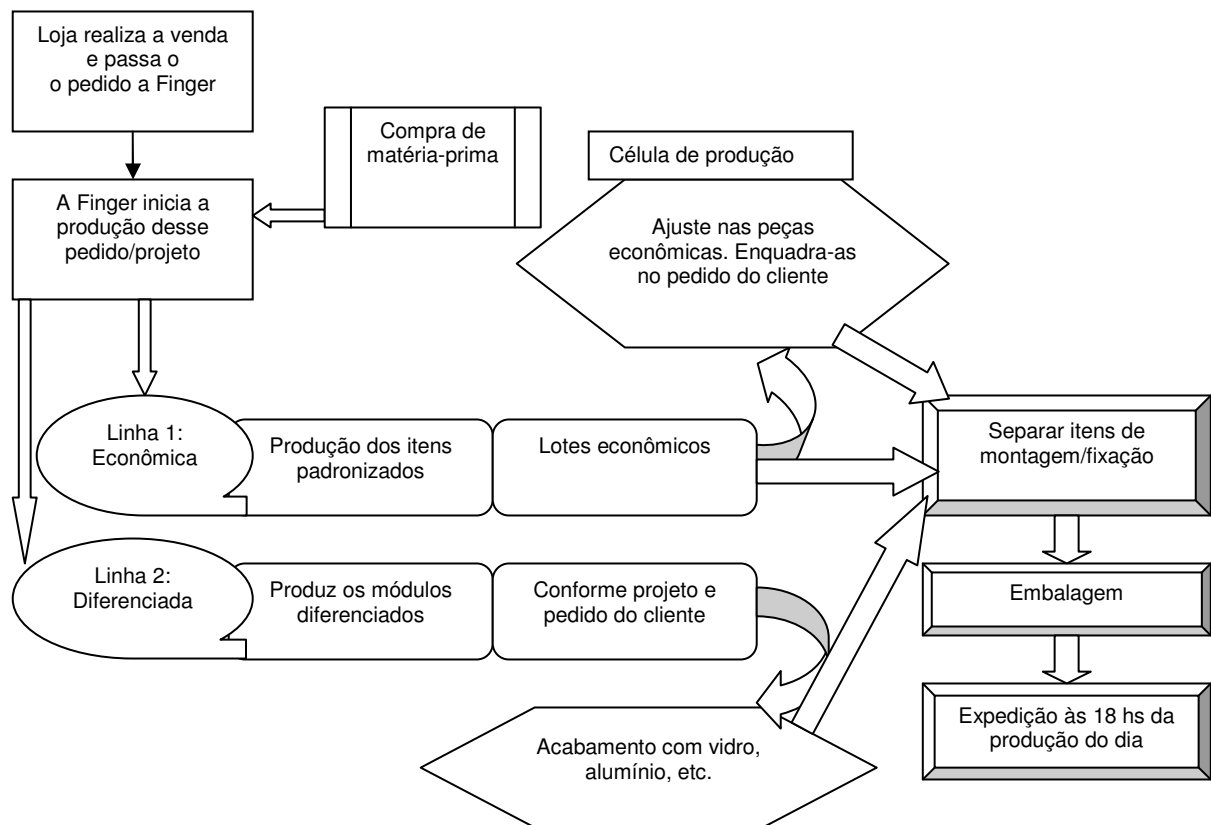 Loja realiza a venda
e passa o
o pedido a Finger
Compra de
matéria-prima
Célula de produção
A Finger inicia a
produção desse
pedido/projeto
Ajuste nas peças
econômicas. Enquadra-as
no pedido do cliente
Linha 1:
Econômica
Produção dos itens
padronizados
Lotes econômicos
Separar itens de
montagem/fixação
Linha 2:
Diferenciada
Produz os módulos
diferenciados
Conforme projeto e
pedido do cliente
Embalagem
Expedição às 18 hs da
produção do dia
Acabamento com vidro,
alumínio, etc.